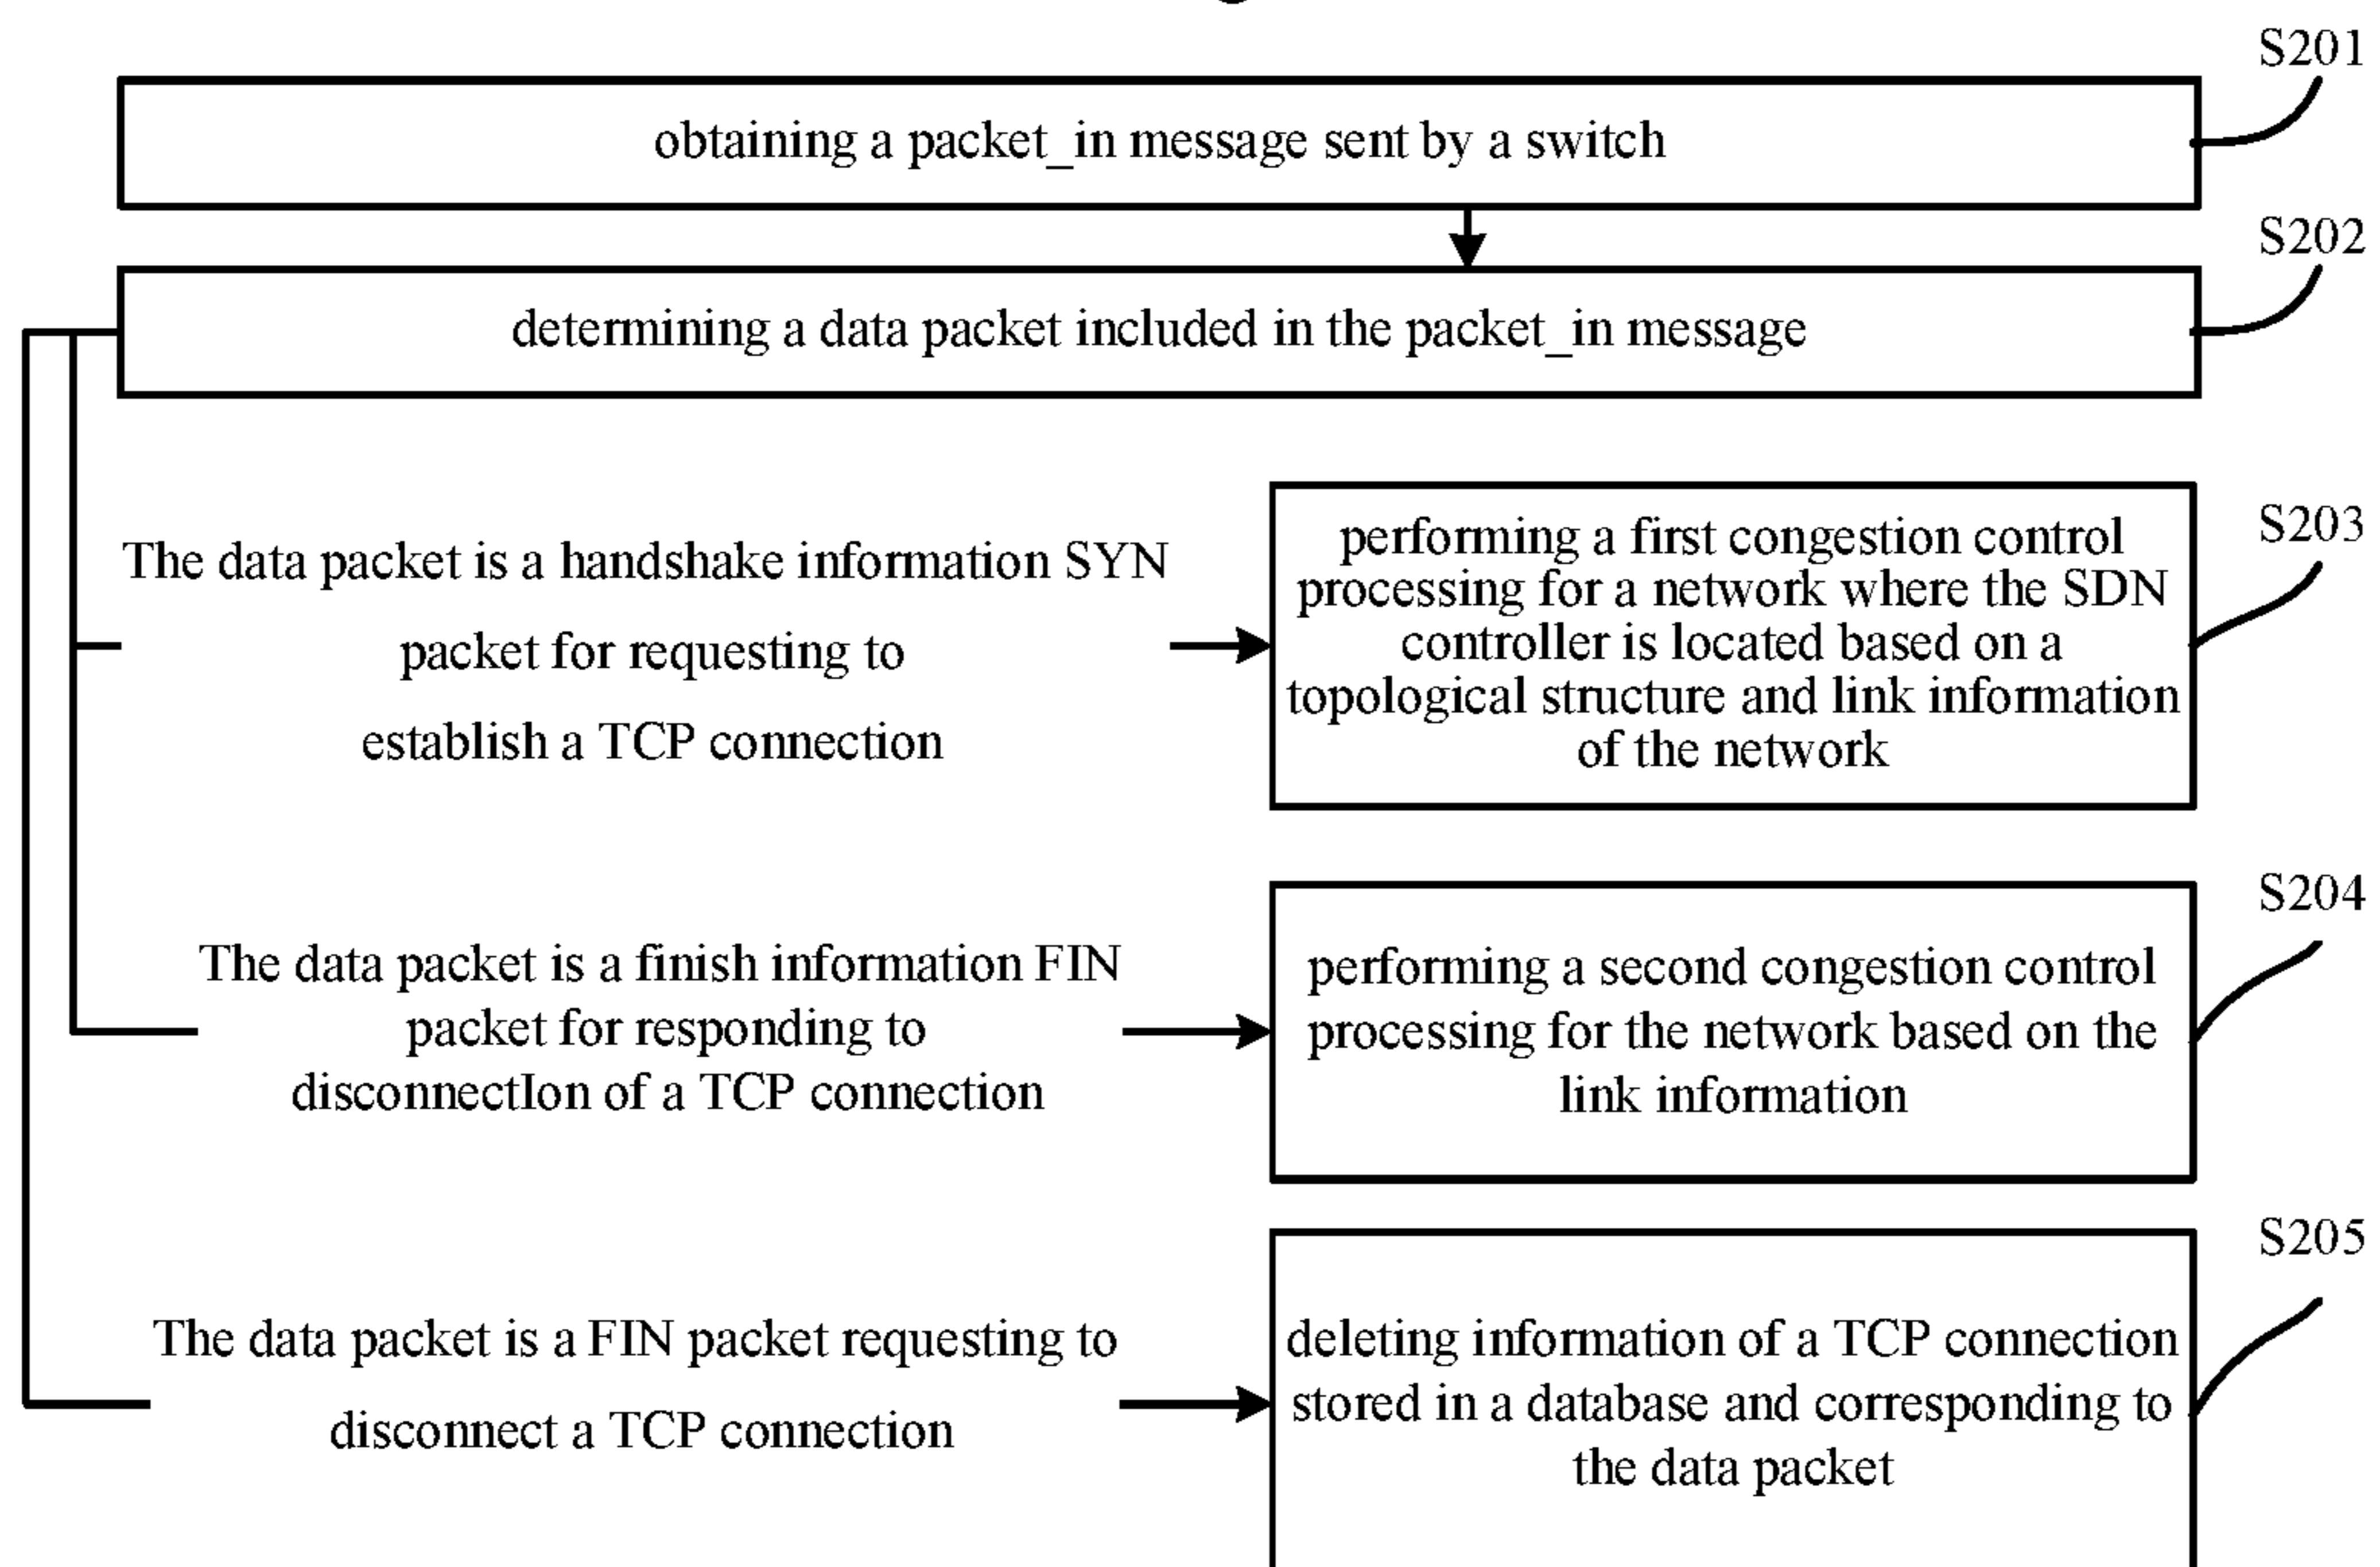 S201
obtaining a packet_in message sent by a switch
S202
determining a data packet included in the packet_in message
The data packet is a handshake information SYN
packet for requesting to
establish a TCP connection
S203
performing a first congestion control
processing for a network where the SDN
controller is located based on a
topological structure and link information
of the network
The data packet is a finish information FIN
packet for responding to
disconnectIon of a TCP connection
S204
performing a second congestion control
processing for the network based on the
link information
The data packet is a FIN packet requesting to
disconnect a TCP connection
S205
deleting information of a TCP connection
stored in a database and corresponding to
the data packet